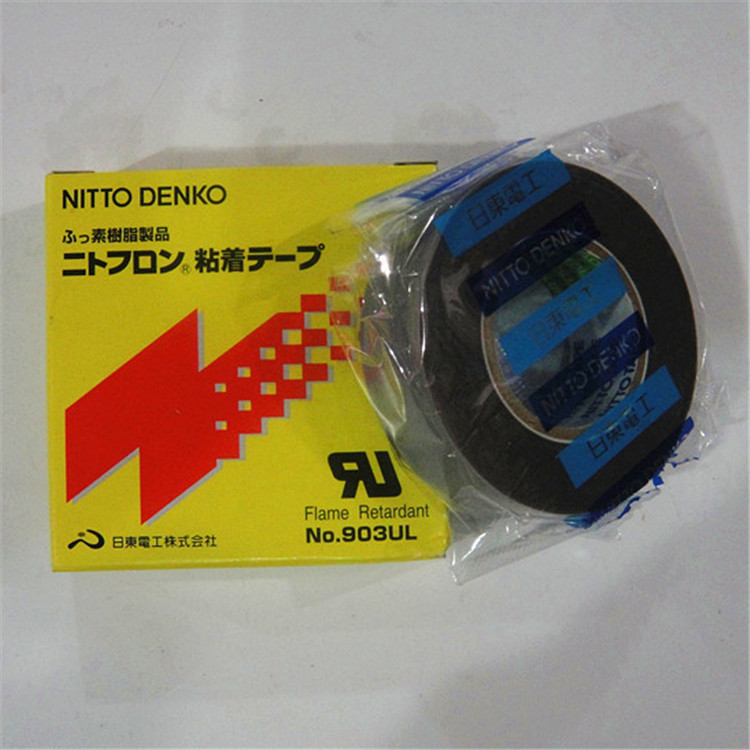 NITTO DENKO
ふっ素樹脂製品
ニトフロン® 粘着テープ
RU
Flame Retardant
No.903UL
日東電工株式会社
日東電工
NITTO DENKO
日東電工
NITTO DENKO
日東電工